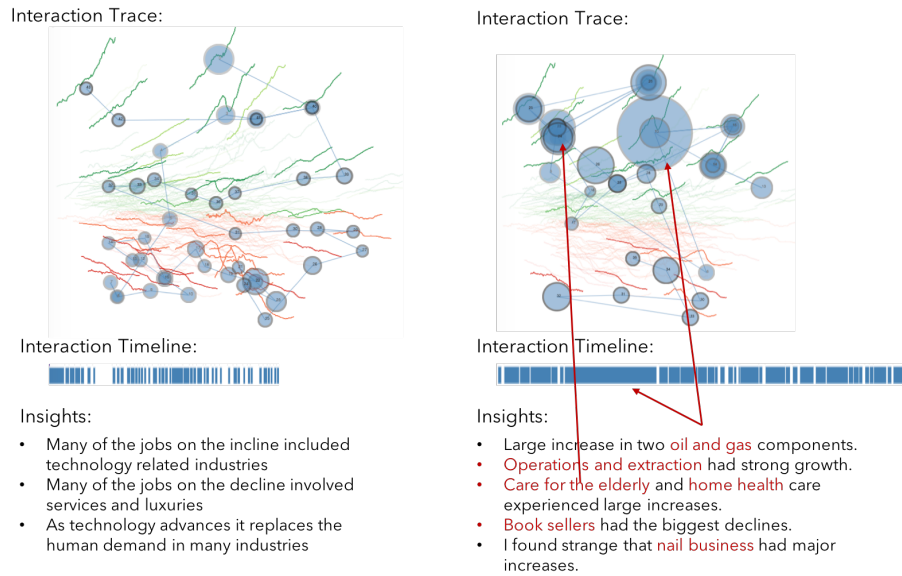 Interaction Trace:
Interaction Timeline:
Insights:
• Many of the jobs on the incline included
technology related industries
• Many of the jobs on the decline involved
services and luxuries
• As technology advances it replaces the
human demand in many industries
Interaction Trace:
Interaction Timeline:
Insights:
• Large increase in two oil and gas components.
• Operations and extraction had strong growth.
• Care for the elderly and home health care
experienced large increases.
• Book sellers had the biggest declines.
• I found strange that nail business had major
increases.